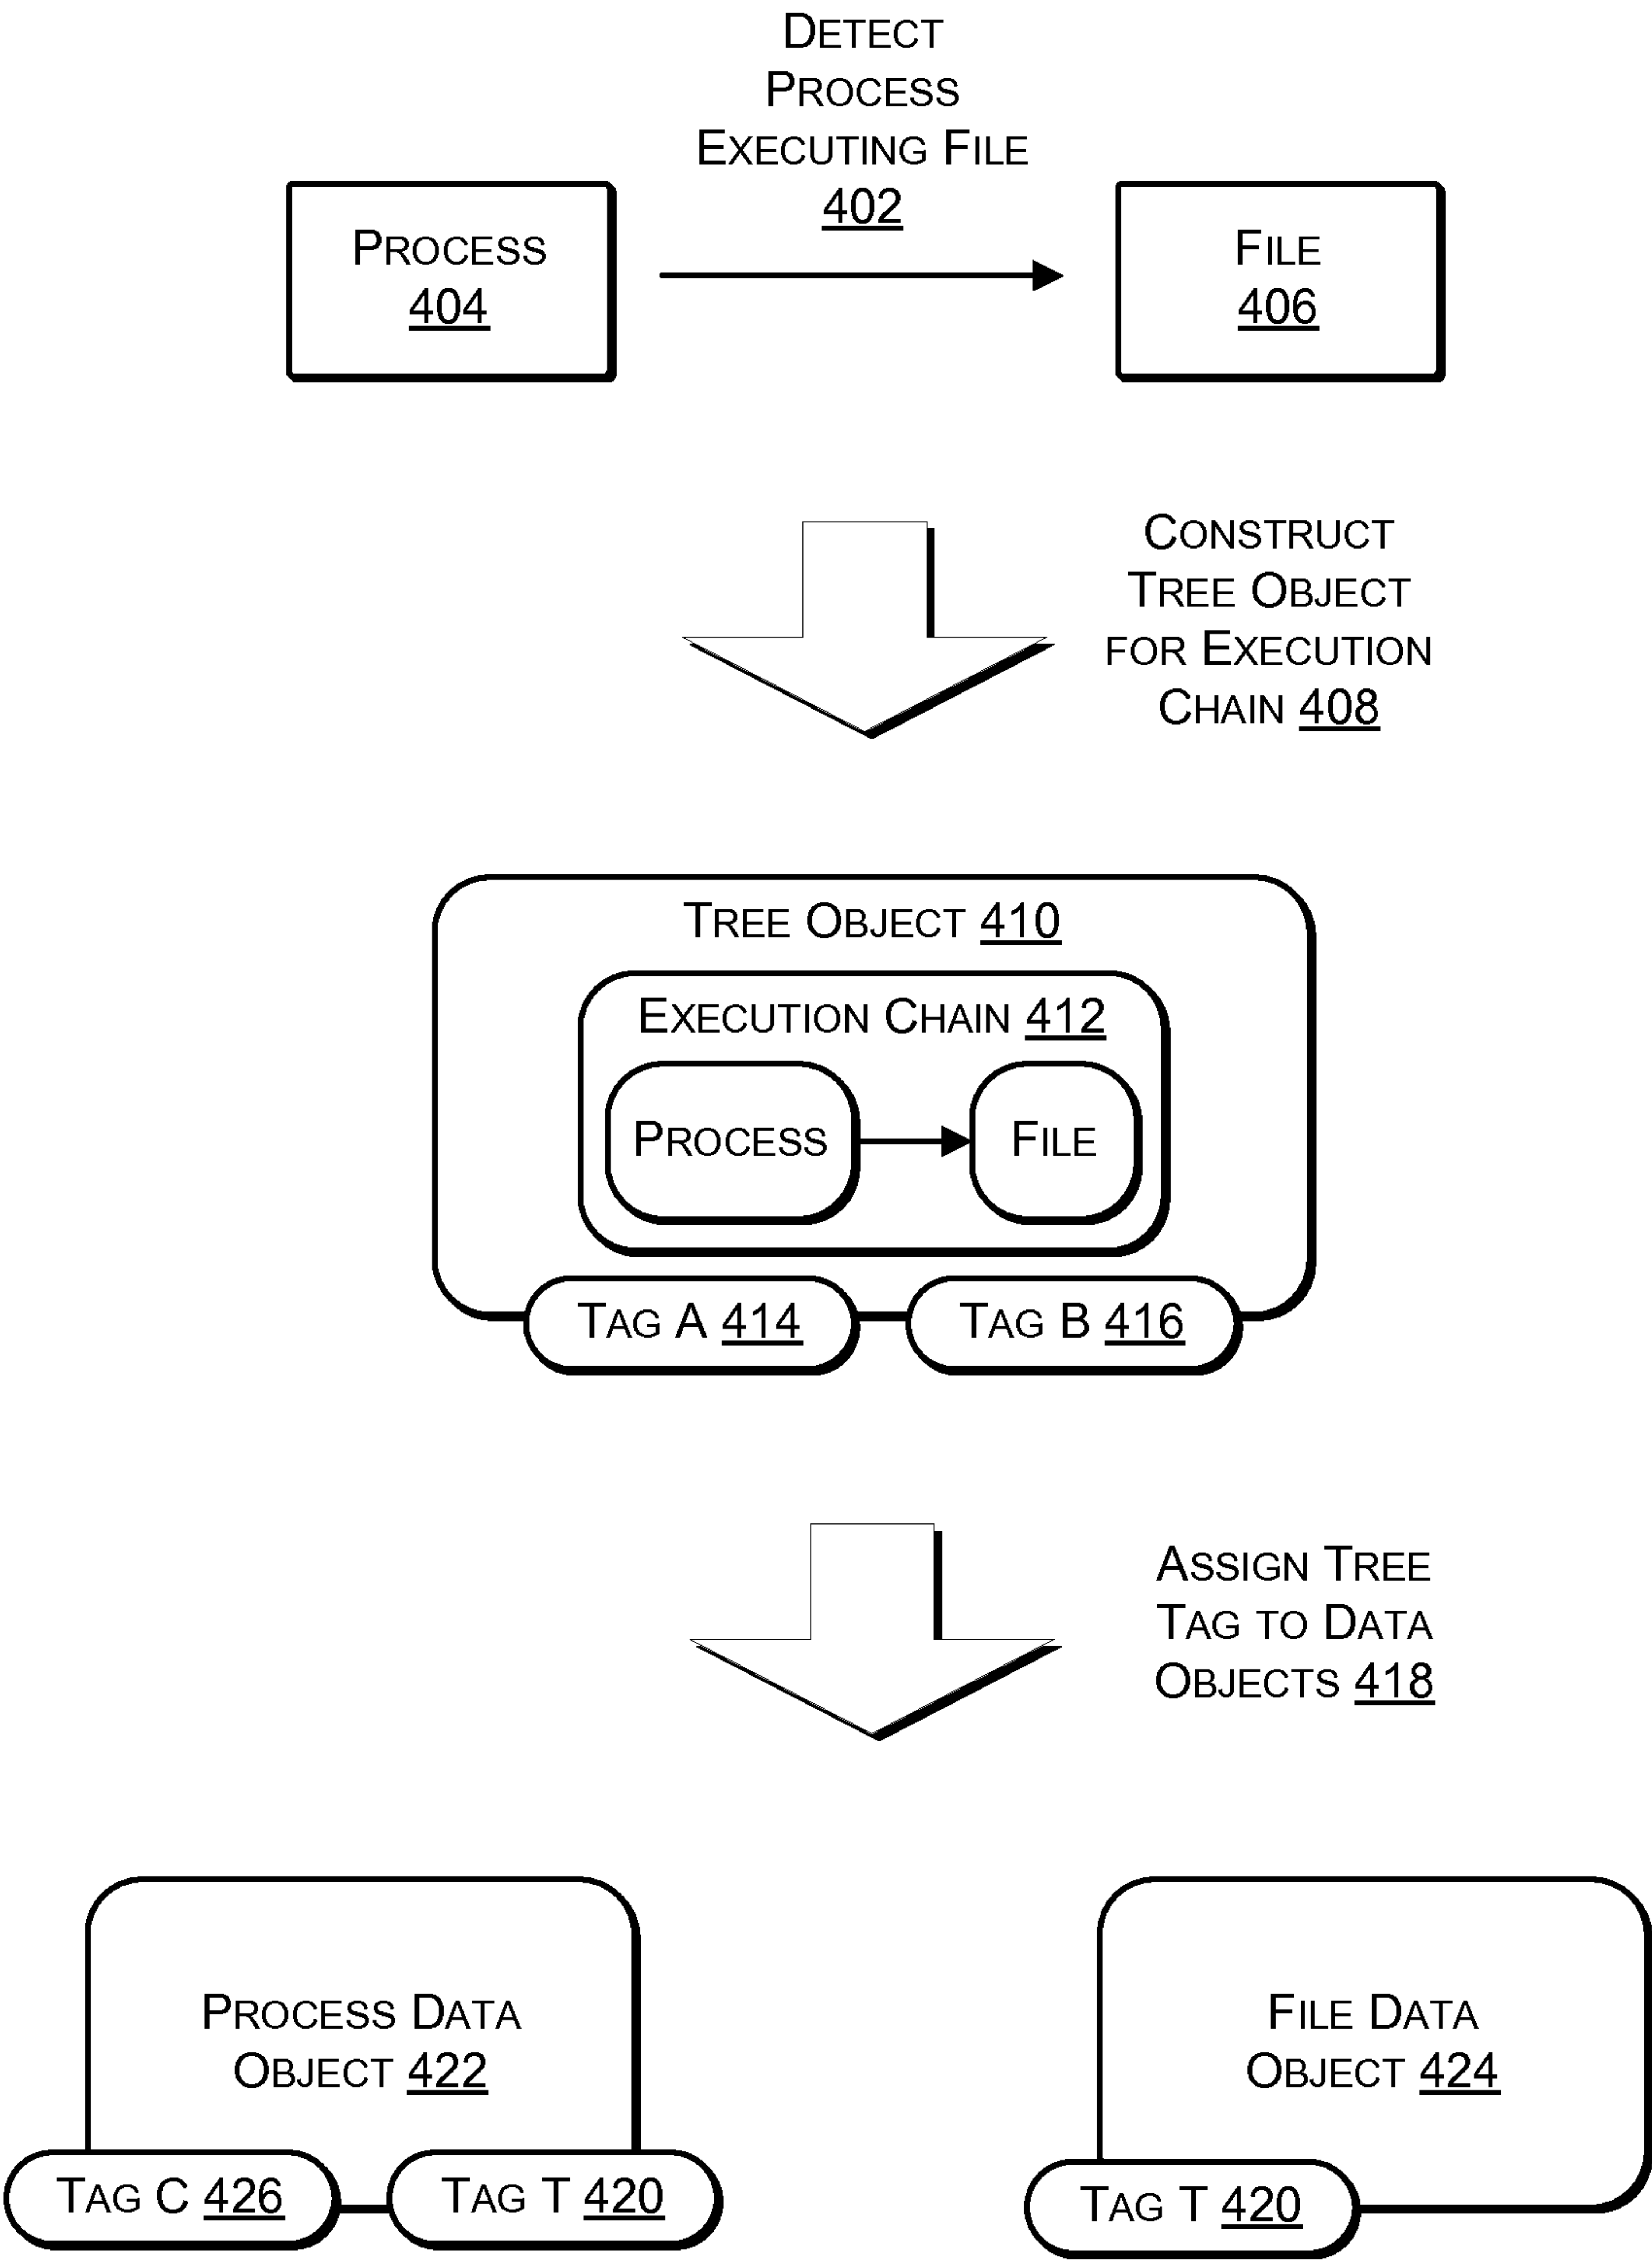 DETECT
PROCESS
EXECUTING FILE
402
PROCESS
404
FILE
406
CONSTRUCT
TREE OBJECT
FOR EXECUTION
CHAIN 408
TREE OBJECT 410
EXECUTION CHAIN 412
PROCESS
FILE
TAG A 414
TAG B 416
ASSIGN TREE
TAG TO DATA
OBJECTS 418
PROCESS DATA
OBJECT 422
TAG C 426
TAG T 420
FILE DATA
OBJECT 424
TAG T 420